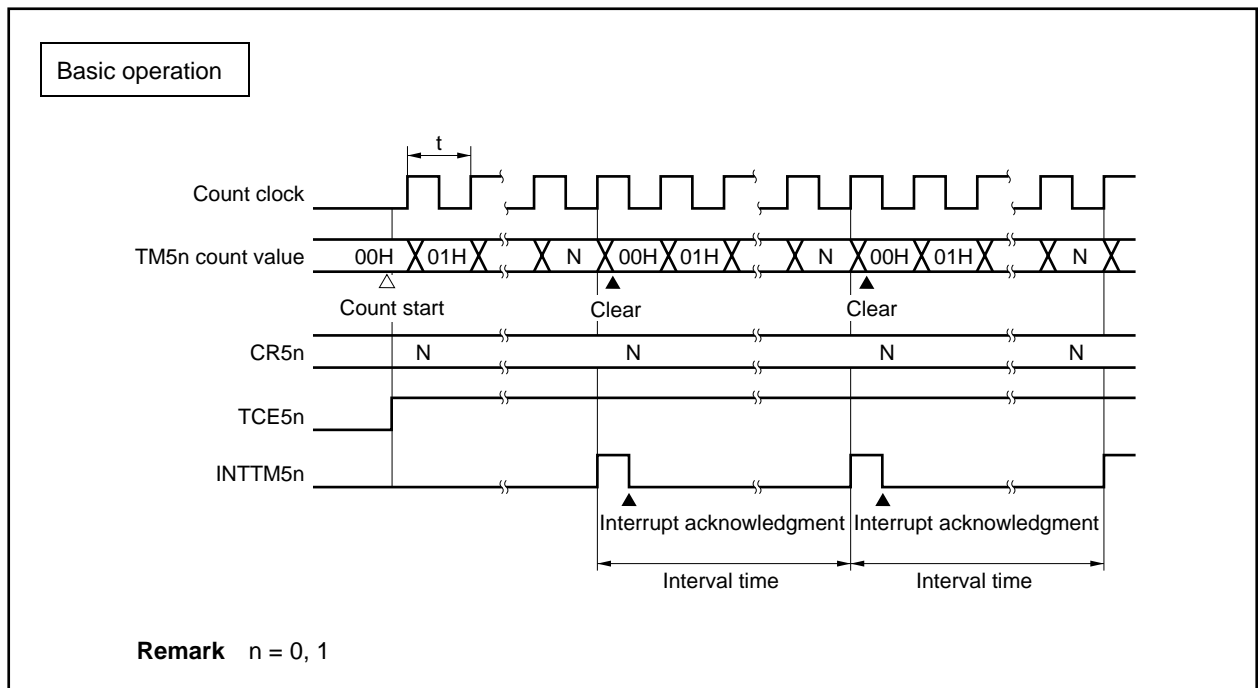 Basic operation
t
Count clock
TM5n count value 00H 01H N 00H 01H N 00H 01H N
Count start Clear Clear
CR5n N N N N
TCE5n
INTTM5n
Interrupt acknowledgment Interrupt acknowledgment
Interval time Interval time
Remark n = 0, 1